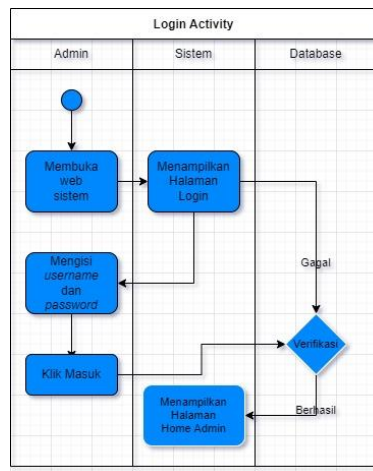 Login Activity
Admin
Sistem
Database
Membuka
web
sistem
Menampilkan
Halaman
Login
Mengisi
username
dan
password
Gagal
Klik Masuk
Verifikasi
Menampilkan
Halaman
Home Admin
Berhasil